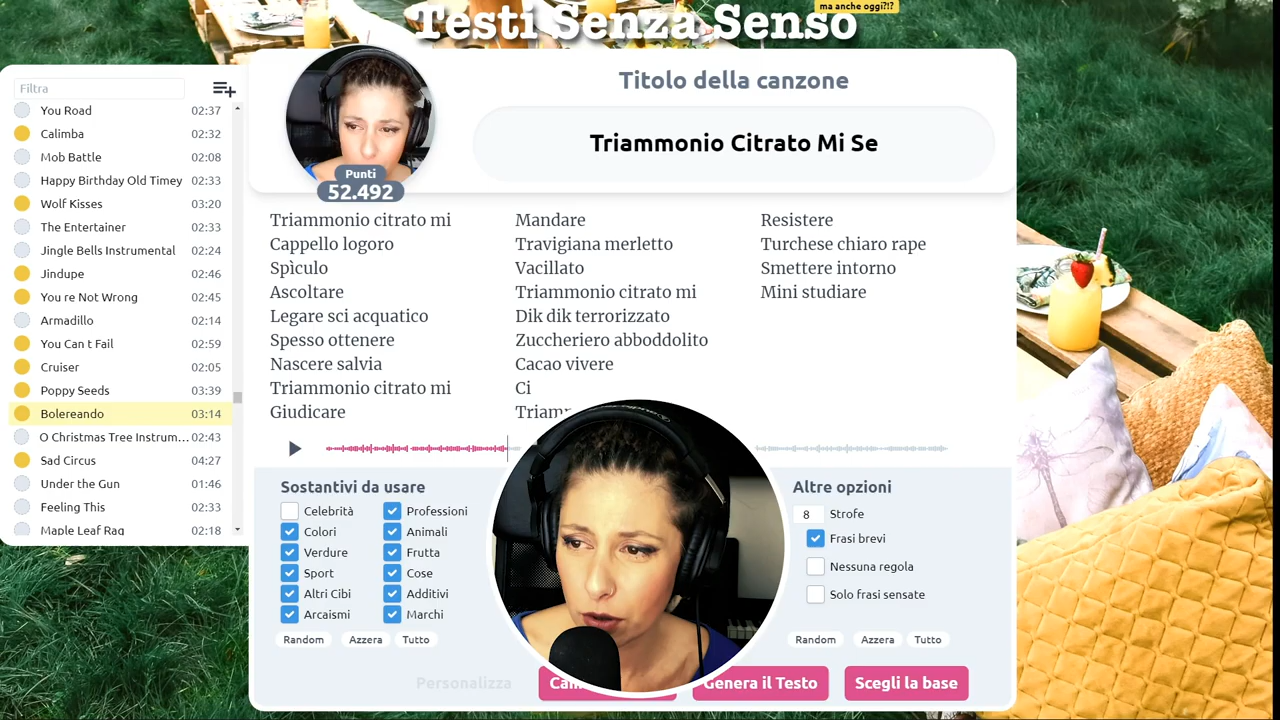 ma anche oggi?!?
Testi Senza Senso
Filtra
You Road 02:37
Calimba 02:32
Mob Battle 02:08
Happy Birthday Old Timey 02:33
Wolf Kisses 03:20
The Entertainer 02:33
Jingle Bells Instrumental 02:24
Jindupe 02:46
You re Not Wrong 02:45
Armadillo 02:14
You Can t Fail 02:59
Cruiser 02:05
Poppy Seeds 03:39
Bolereando 03:14
O Christmas Tree Instrum... 02:43
Sad Circus 04:27
Under the Gun 01:46
Feeling This 02:33
Maple Leaf Rag 02:18
Punti
52.492
Titolo della canzone
Triammonio Citrato Mi Se
Triammonio citrato mi
Cappello logoro
Spìculo
Ascoltare
Legare sci acquatico
Spesso ottenere
Nascere salvia
Triammonio citrato mi
Giudicare
Mandare
Travigiana merletto
Vacillato
Triammonio citrato mi
Dik dik terrorizzato
Zuccheriero abboddolito
Cacao vivere
Ci
Resistere
Turchese chiaro rape
Smettere intorno
Mini studiare
Sostantivi da usare
Celebrità
Professioni
Colori
Animali
Verdure
Frutta
Sport
Cose
Altri Cibi
Additivi
Arcaismi
Marchi
Random
Azzera
Tutto
Altre opzioni
8 Strofe
Frasi brevi
Nessuna regola
Solo frasi sensate
Random
Azzera
Tutto
Personalizza
Genera il Testo
Scegli la base